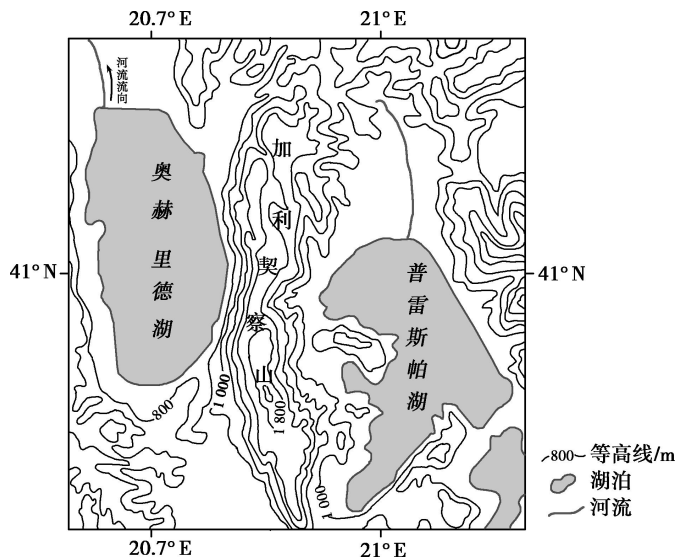 20.7°E
21°E
河流流向
加利契察山
奥赫里德湖
普雷斯帕湖
41°N
41°N
800
1 000
1 800
1 000
800 等高线/m
湖泊
河流
20.7°E
21°E